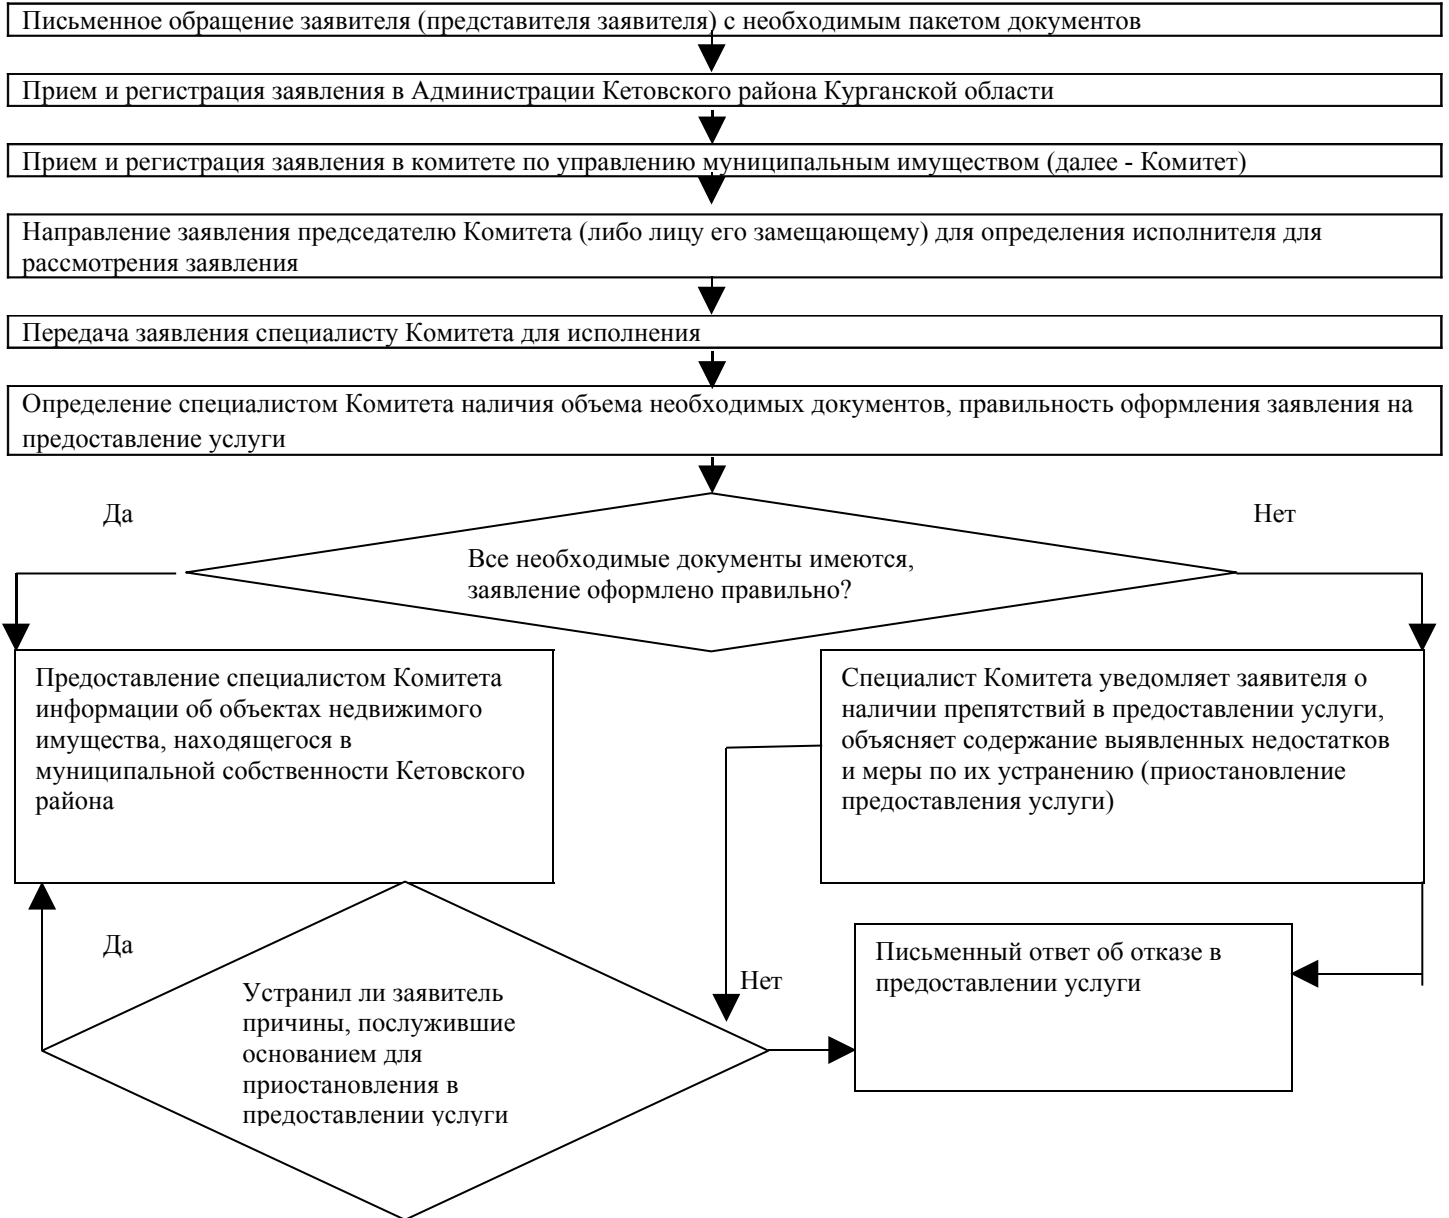 Письменное обращение заявителя (представителя заявителя) с необходимым пакетом документов
Прием и регистрация заявления в Администрации Кетовского района Курганской области
Прием и регистрация заявления в комитете по управлению муниципальным имуществом (далее - Комитет)
Направление заявления председателю Комитета (либо лицу его замещающему) для определения исполнителя для
рассмотрения заявления
Передача заявления специалисту Комитета для исполнения
Определение специалистом Комитета наличия объема необходимых документов, правильность оформления заявления на
предоставление услуги
Да
Нет
Все необходимые документы имеются,
заявление оформлено правильно?
Предоставление специалистом Комитета
информации об объектах недвижимого
имущества, находящегося в
муниципальной собственности Кетовского
района
Специалист Комитета уведомляет заявителя о
наличии препятствий в предоставлении услуги,
объясняет содержание выявленных недостатков
и меры по их устранению (приостановление
предоставления услуги)
Да
Нет
Устранил ли заявитель
причины, послужившие
основанием для
приостановления в
предоставлении услуги
Письменный ответ об отказе в
предоставлении услуги